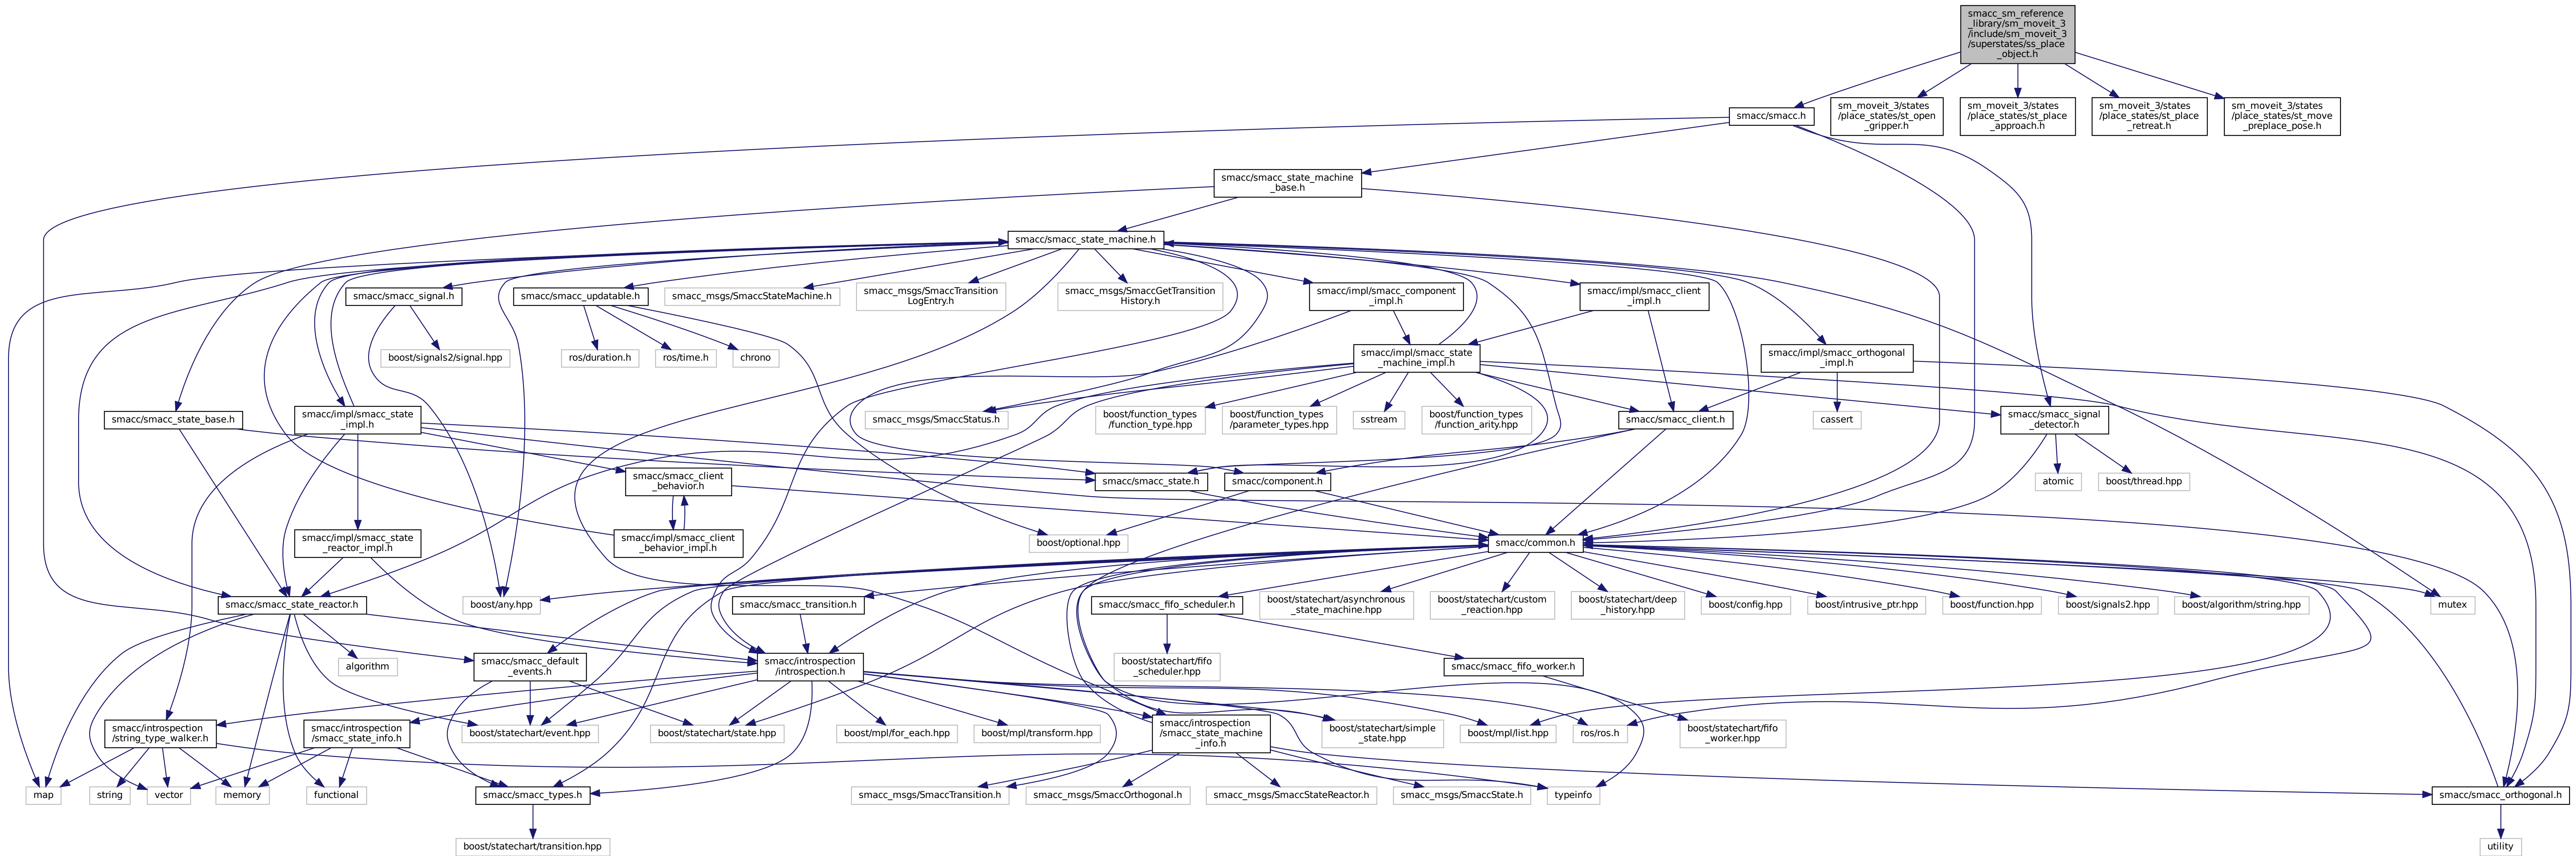 smacc_sm_reference
_library/sm_moveit_3
/include/sm_moveit_3
/superstates/ss_place
_object.h
smacc/smacc.h
sm_moveit_3/states
/place_states/st_open
_gripper.h
sm_moveit_3/states
/place_states/st_place
_approach.h
sm_moveit_3/states
/place_states/st_place
_retreat.h
sm_moveit_3/states
/place_states/st_move
_preplace_pose.h
smacc/smacc_state_machine
_base.h
smacc/smacc_state_machine.h
smacc/smacc_signal.h
smacc/smacc_updatable.h
smacc_msgs/SmaccStateMachine.h
smacc_msgs/SmaccTransition
LogEntry.h
smacc_msgs/SmaccGetTransition
History.h
smacc/impl/smacc_component
_impl.h
smacc/impl/smacc_client
_impl.h
boost/signals2/signal.hpp
ros/duration.h
ros/time.h
chrono
smacc/impl/smacc_state
_machine_impl.h
smacc/impl/smacc_orthogonal
_impl.h
smacc/smacc_state_base.h
smacc/impl/smacc_state
_impl.h
smacc_msgs/SmaccStatus.h
boost/function_types
/function_type.hpp
boost/function_types
/parameter_types.hpp
sstream
boost/function_types
/function_arity.hpp
smacc/smacc_client.h
cassert
smacc/smacc_signal
_detector.h
smacc/smacc_client
_behavior.h
smacc/smacc_state.h
smacc/component.h
atomic
boost/thread.hpp
smacc/impl/smacc_state
_reactor_impl.h
smacc/impl/smacc_client
_behavior_impl.h
boost/optional.hpp
smacc/common.h
smacc/smacc_state_reactor.h
boost/any.hpp
smacc/smacc_transition.h
smacc/smacc_fifo_scheduler.h
boost/statechart/asynchronous
_state_machine.hpp
boost/statechart/custom
_reaction.hpp
boost/statechart/deep
_history.hpp
boost/config.hpp
boost/intrusive_ptr.hpp
boost/function.hpp
boost/signals2.hpp
boost/algorithm/string.hpp
mutex
algorithm
smacc/smacc_default
_events.h
smacc/introspection
/introspection.h
boost/statechart/fifo
_scheduler.hpp
smacc/smacc_fifo_worker.h
smacc/introspection
/string_type_walker.h
smacc/introspection
/smacc_state_info.h
boost/statechart/event.hpp
boost/statechart/state.hpp
boost/mpl/for_each.hpp
boost/mpl/transform.hpp
smacc/introspection
/smacc_state_machine
_info.h
boost/statechart/simple
_state.hpp
boost/mpl/list.hpp
ros/ros.h
boost/statechart/fifo
_worker.hpp
map
string
vector
memory
functional
smacc/smacc_types.h
smacc_msgs/SmaccTransition.h
smacc_msgs/SmaccOrthogonal.h
smacc_msgs/SmaccStateReactor.h
smacc_msgs/SmaccState.h
typeinfo
smacc/smacc_orthogonal.h
boost/statechart/transition.hpp
utility